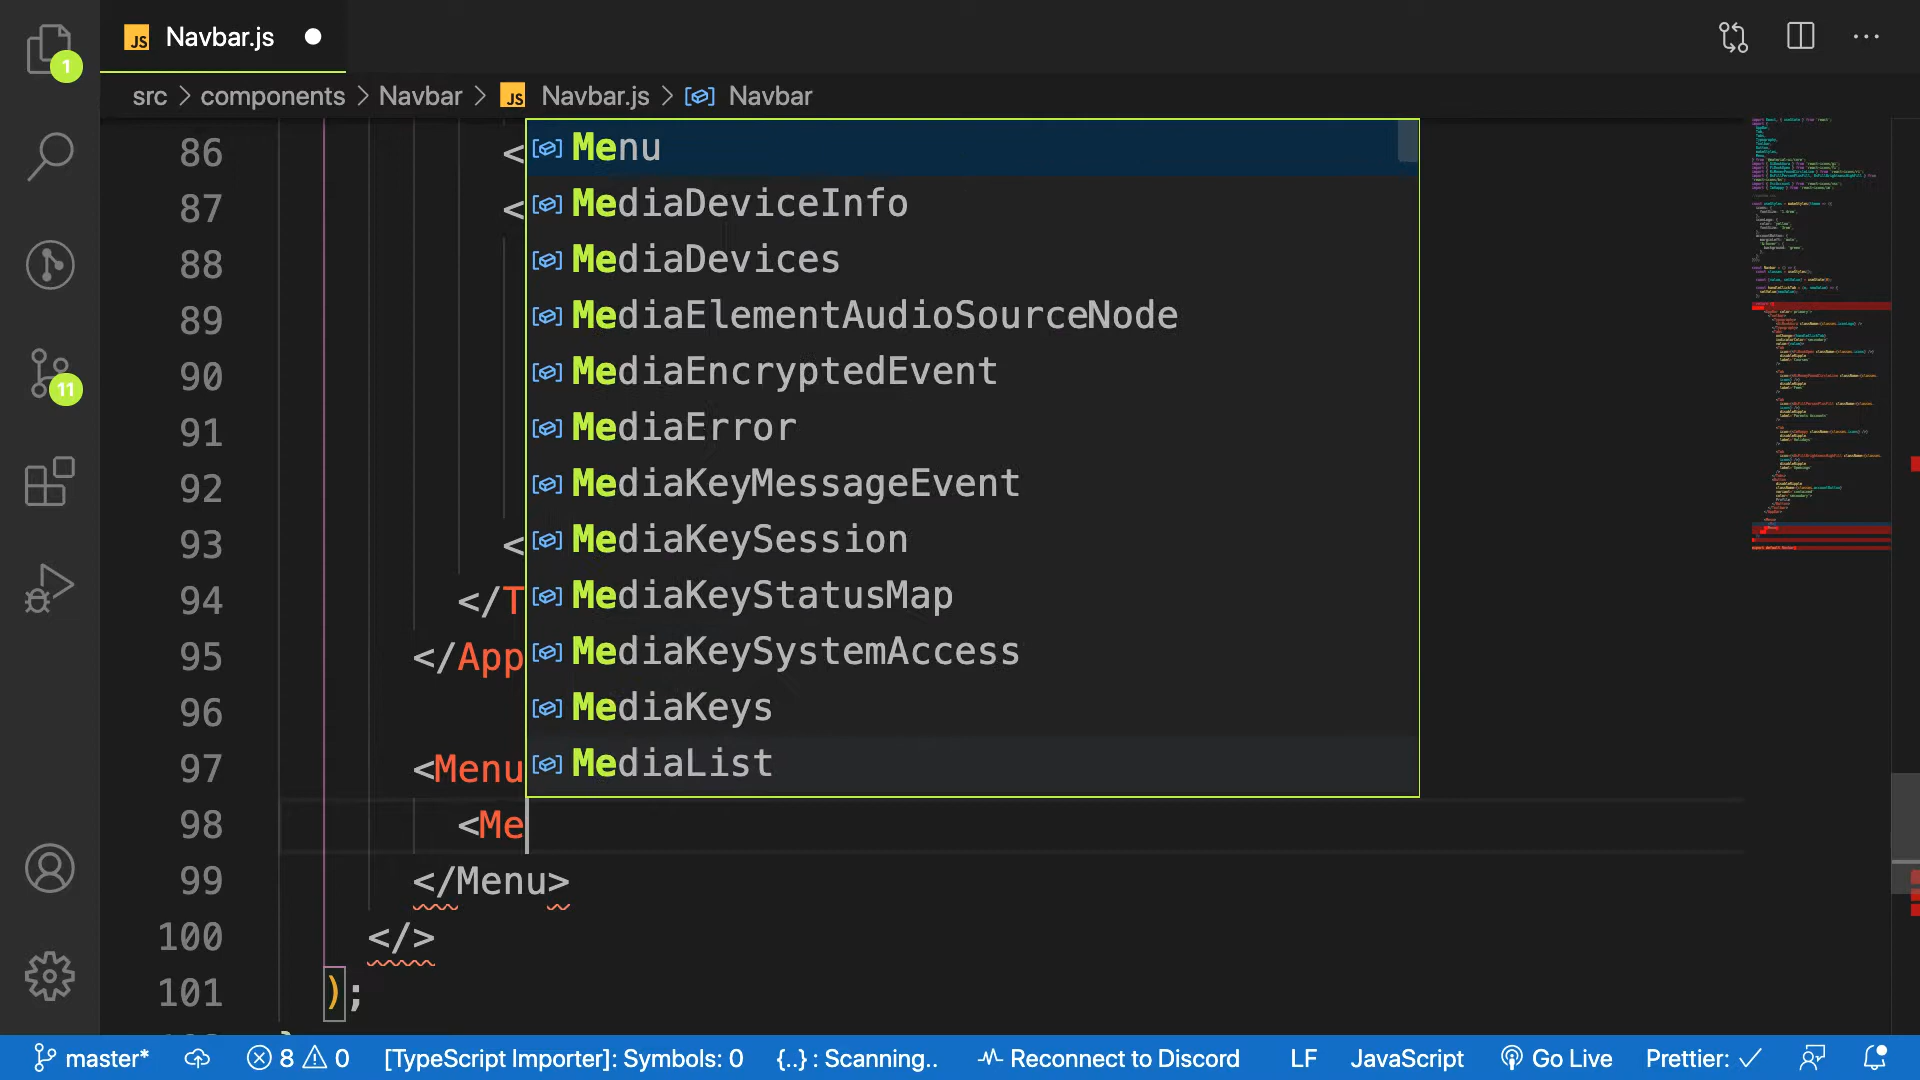 1
JS Navbar.js
src > components > Navbar > JS Navbar.js > Navbar
86 < Menu
87 < MediaDeviceInfo
88 MediaDevices
89 MediaElementAudioSourceNode
90 MediaEncryptedEvent
91 MediaError
92 MediaKeyMessageEvent
93 < MediaKeySession
94 </T MediaKeyStatusMap
95 </App MediaKeySystemAccess
96 MediaKeys
97 <Menu MediaList
98 <Me
99 </Menu>
100 </>
101 );
11
master* 8 0 [TypeScript Importer]: Symbols: 0 {..} : Scanning.. Reconnect to Discord LF JavaScript Go Live Prettier: ✓